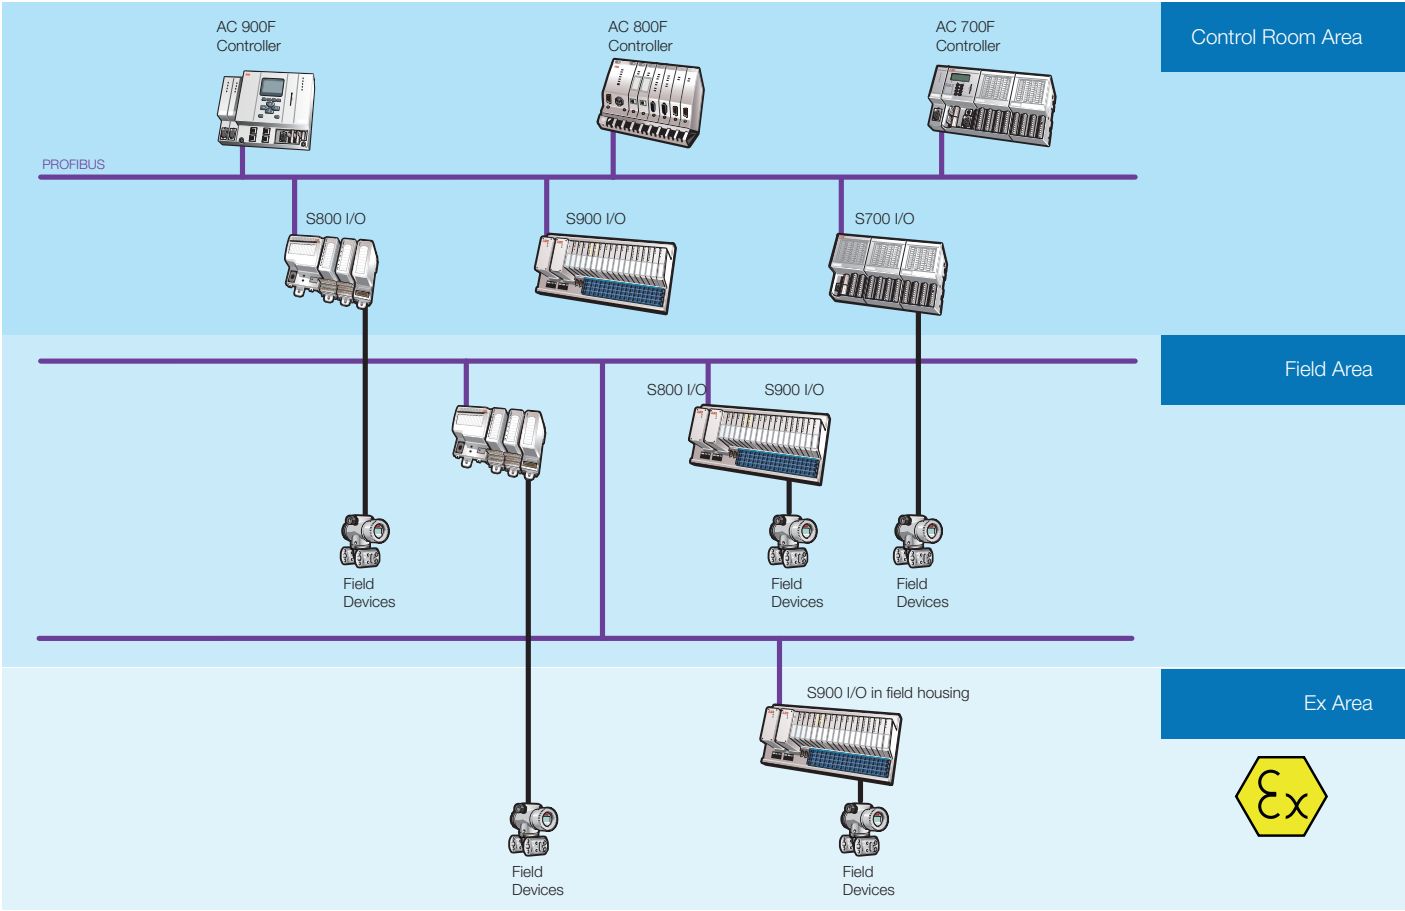 AC 900F
Controller
AC 800F
Controller
AC 700F
Controller
Control Room Area
PROFIBUS
S800 I/O
S900 I/O
S700 I/O
Field Area
S800 I/O
S900 I/O
Field
Devices
Field
Devices
Field
Devices
S900 I/O in field housing
Ex Area
Ex
Field
Devices
Field
Devices